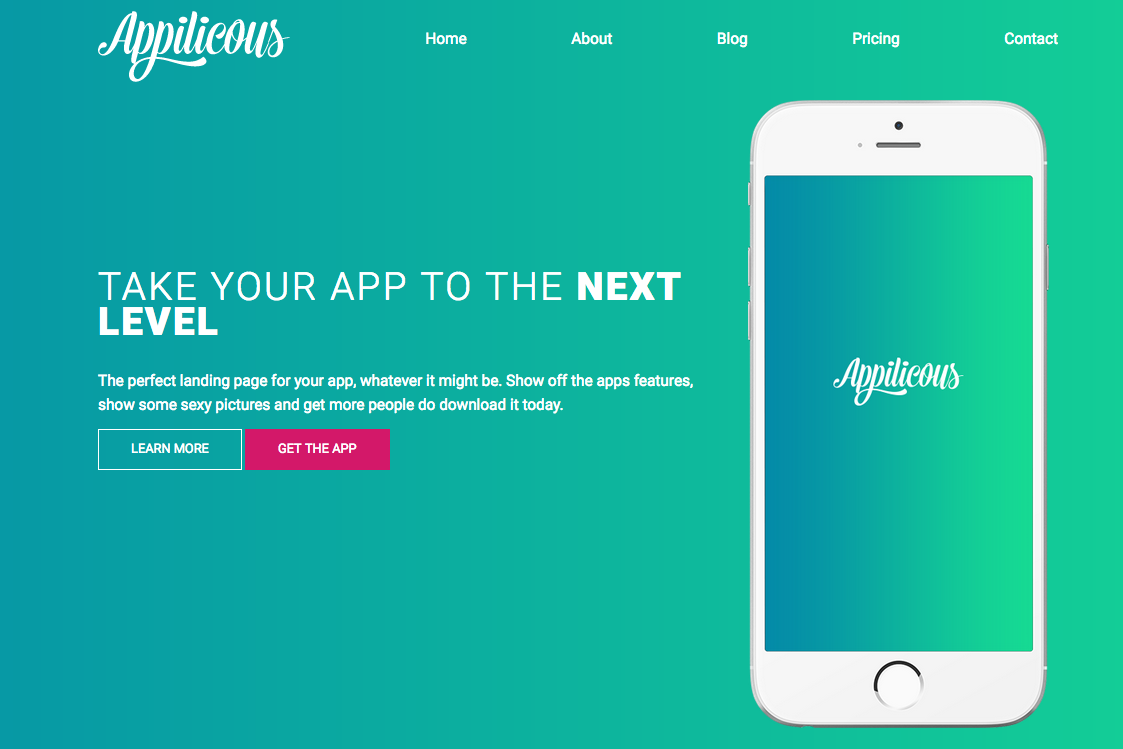 Appilicous
Home
About
Blog
Pricing
Contact
TAKE YOUR APP TO THE NEXT
LEVEL
The perfect landing page for your app, whatever it might be. Show off the apps features,
show some sexy pictures and get more people do download it today.
LEARN MORE
GET THE APP
Appilicous